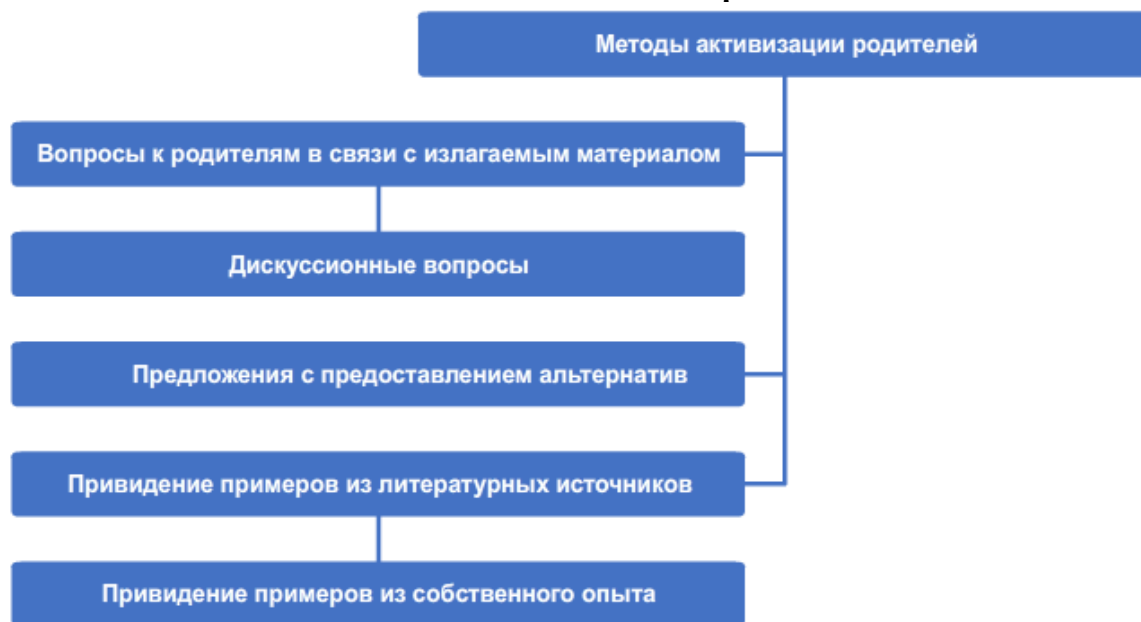 Методы активизации родителей
Вопросы к родителям в связи с излагаемым материалом
Дискуссионные вопросы
Предложения с предоставлением альтернатив
Привидение примеров из литературных источников
Привидение примеров из собственного опыта